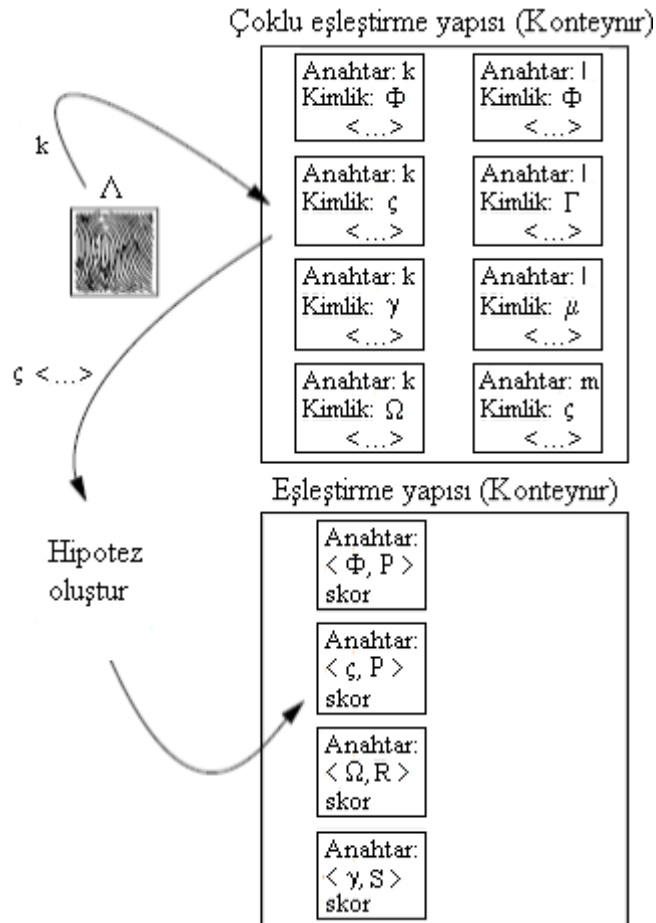 Çoklu eşleştirme yapısı (Konteynır)
Anahtar: k
Kimlik: Φ
<...>
Anahtar: l
Kimlik: Φ
<...>
k
Λ
Anahtar: k
Kimlik: ς
<...>
Anahtar: l
Kimlik: Γ
<...>
Anahtar: k
Kimlik: γ
<...>
Anahtar: l
Kimlik: μ
<...>
ς <...>
Anahtar: k
Kimlik: Ω
<...>
Anahtar: m
Kimlik: ς
<...>
Eşleştirme yapısı (Konteynır)
Hipotez
oluştur
Anahtar:
< Φ, P >
skor
Anahtar:
< ς, P >
skor
Anahtar:
< Ω, R >
skor
Anahtar:
< γ, S >
skor